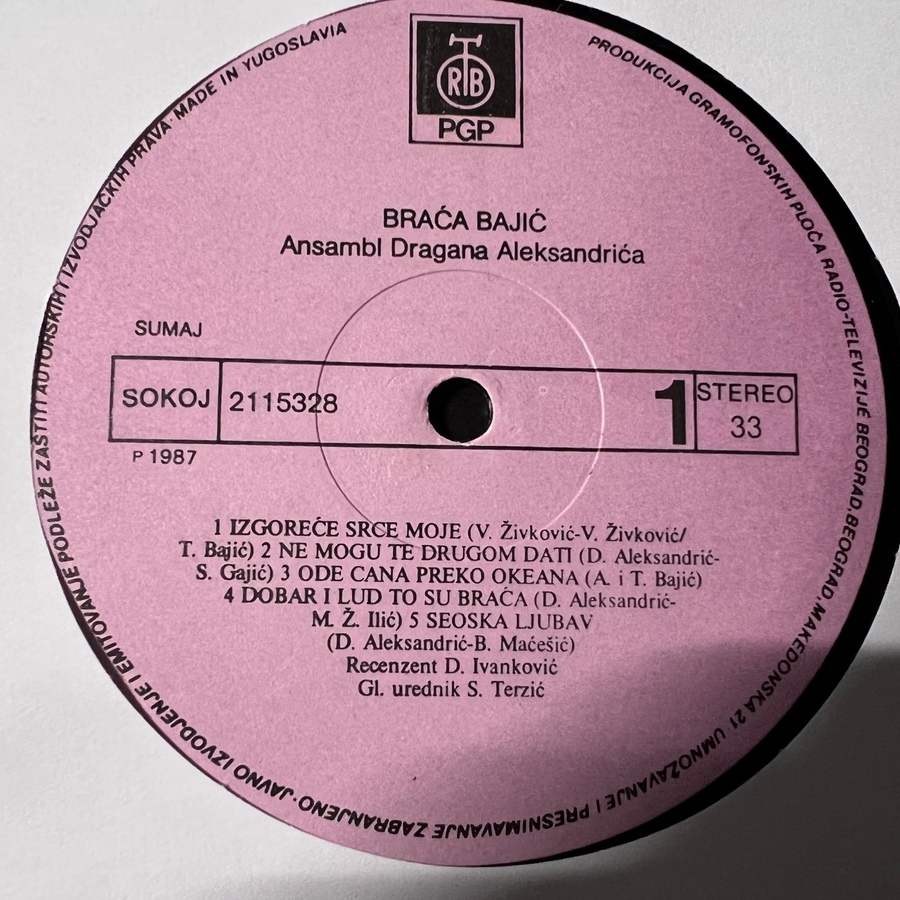 RTB
PGP
PRODUKCIJA GRAMOFONSKIH PLOČA RADIO-TELEVIZIJE BEOGRAD, BEOGRAD, MAKEDONSKA 21 UMNOŽAVANJE I PRESNIMAVANJE ZABRANJENO · JAVNO IZVODJENJE I EMITOVANJE PODLEŽE ZAŠTITI AUTORSKIH I IZVODJAČKIH PRAVA · MADE IN YUGOSLAVIA
BRAĆA BAJIĆ
Ansambl Dragana Aleksandrića
SUMAJ
SOKOJ 2115328 1 STEREO
33
P 1987
1 IZGOREĆE SRCE MOJE (V. Živković-V. Živković/
T. Bajić) 2 NE MOGU TE DRUGOM DATI (D. Aleksandrić-
S. Gajić) 3 ODE CANA PREKO OKEANA (A. i T. Bajić)
4 DOBAR I LUD TO SU BRAĆA (D. Aleksandrić-
M. Ž. Ilić) 5 SEOSKA LJUBAV
(D. Aleksandrić-B. Maćešić)
Recenzent D. Ivanković
Gl. urednik S. Terzić